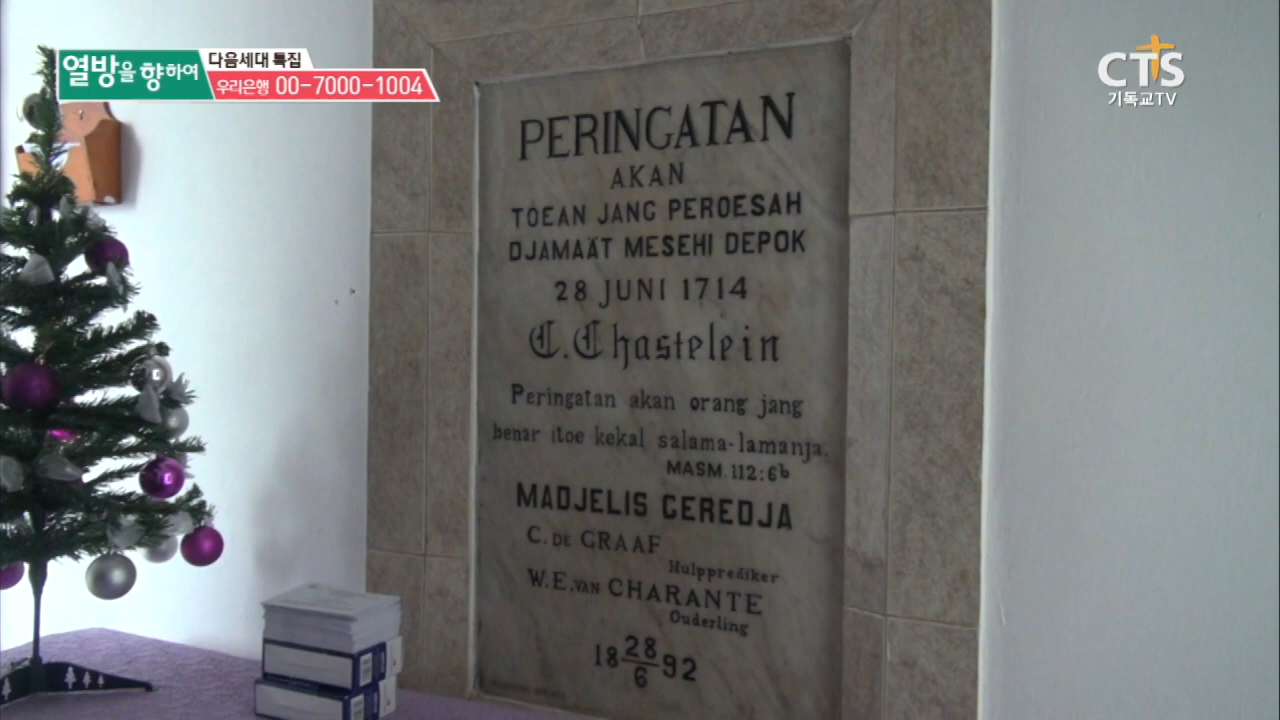 열방을 향하여
다음세대 특집
우리은행 00-7000-1004
CTS
기독교TV
PERINGATAN
AKAN
TOEAN JANG PEROESAH
DJAMAÄT MESEHI DEPOK
28 JUNI 1714
C. Chastelein
Peringatan akan orang jang
benar itoe kekal salama-lamanja.
MASM. 112:6b
MADJELIS GEREDJA
C. DE GRAAF
Hulpprediker
W. E. VAN CHARANTE
Ouderling
18 28/6 92